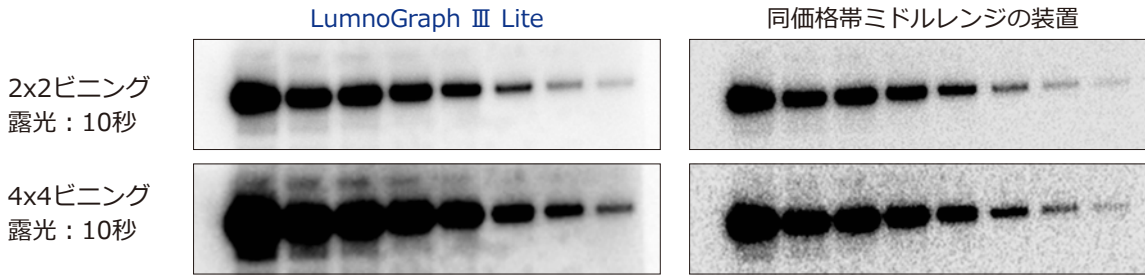 LumnoGraph Ⅲ Lite
同価格帯ミドルレンジの装置
2x2ビニング
露光：10秒
4x4ビニング
露光：10秒